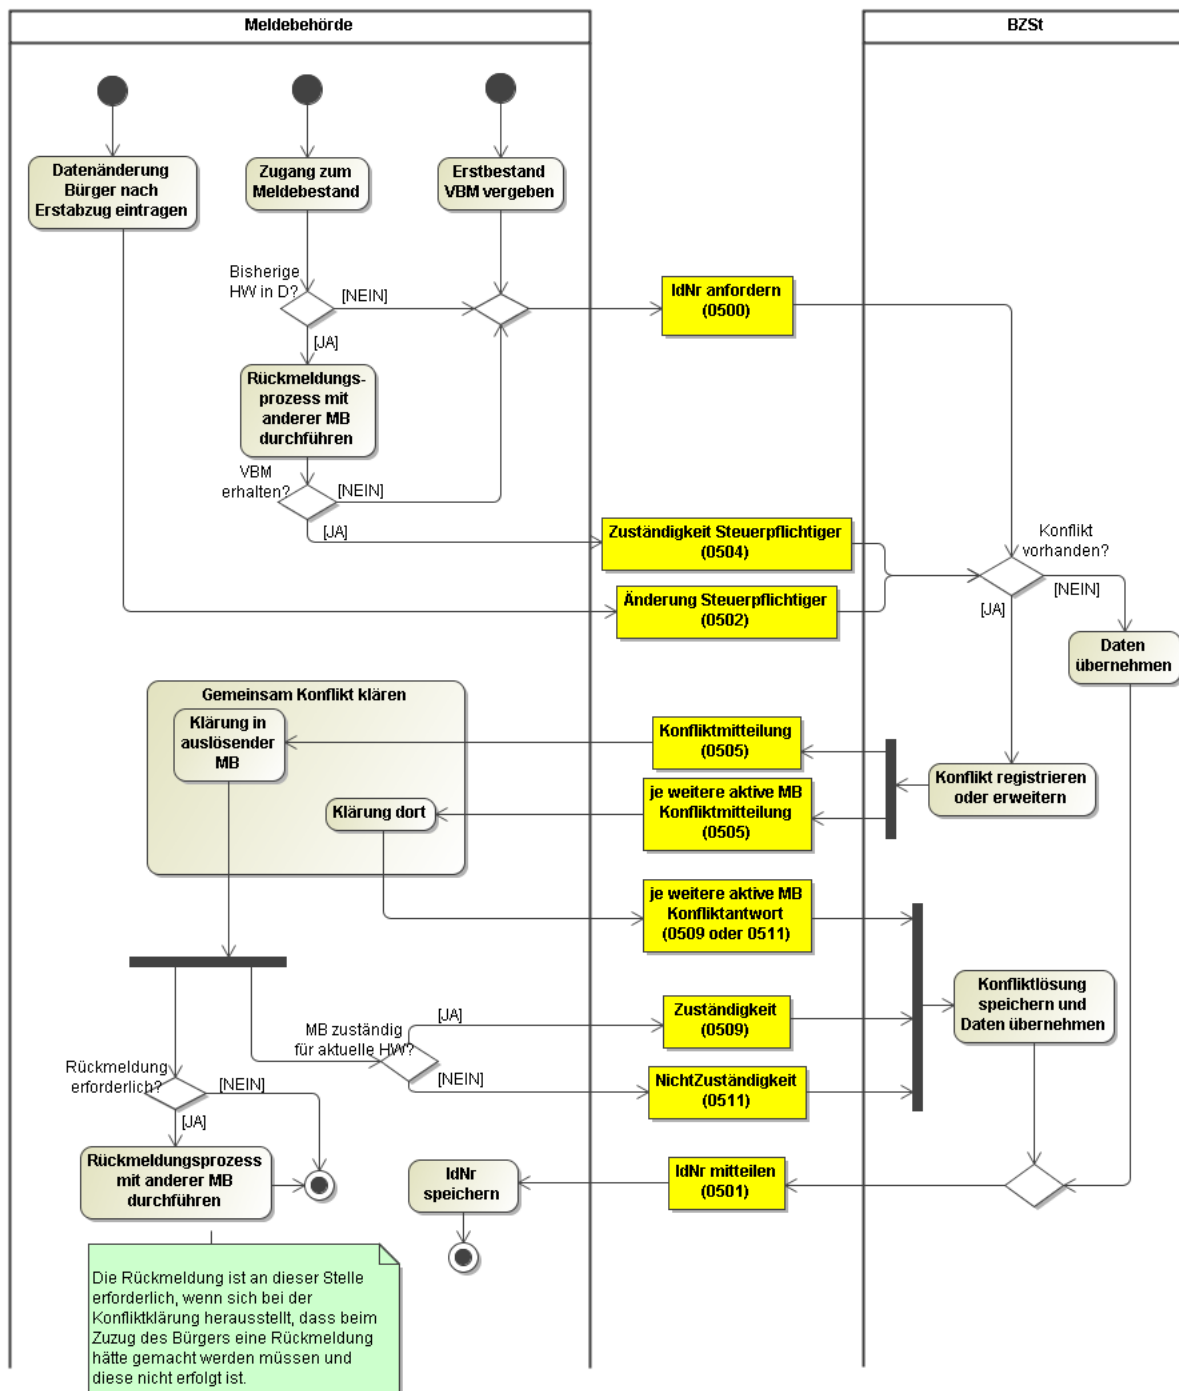 Meldebehörde
BZSt
Datenänderung
Bürger nach
Erstabzug eintragen
Zugang zum
Meldebestand
Erstbestand
VBM vergeben
Bisherige
HW in D?
[NEIN]
[JA]
IdNr anfordern
(0500)
Rückmeldungs-
prozess mit
anderer MB
durchführen
VBM
erhalten?
[NEIN]
[JA]
Zuständigkeit Steuerpflichtiger
(0504)
Änderung Steuerpflichtiger
(0502)
Konflikt
vorhanden?
[NEIN]
[JA]
Daten
übernehmen
Gemeinsam Konflikt klären
Klärung in
auslösender
MB
Klärung dort
Konfliktmitteilung
(0505)
je weitere aktive MB
Konfliktmitteilung
(0505)
Konflikt registrieren
oder erweitern
je weitere aktive MB
Konfliktantwort
(0509 oder 0511)
Konfliktlösung
speichern und
Daten übernehmen
MB zuständig
für aktuelle HW?
[JA]
[NEIN]
Zuständigkeit
(0509)
NichtZuständigkeit
(0511)
Rückmeldung
erforderlich?
[NEIN]
[JA]
Rückmeldungsprozess
mit anderer MB
durchführen
IdNr
speichern
IdNr mitteilen
(0501)
Die Rückmeldung ist an dieser Stelle
erforderlich, wenn sich bei der
Konfliktklärung herausstellt, dass beim
Zuzug des Bürgers eine Rückmeldung
hätte gemacht werden müssen und
diese nicht erfolgt ist.